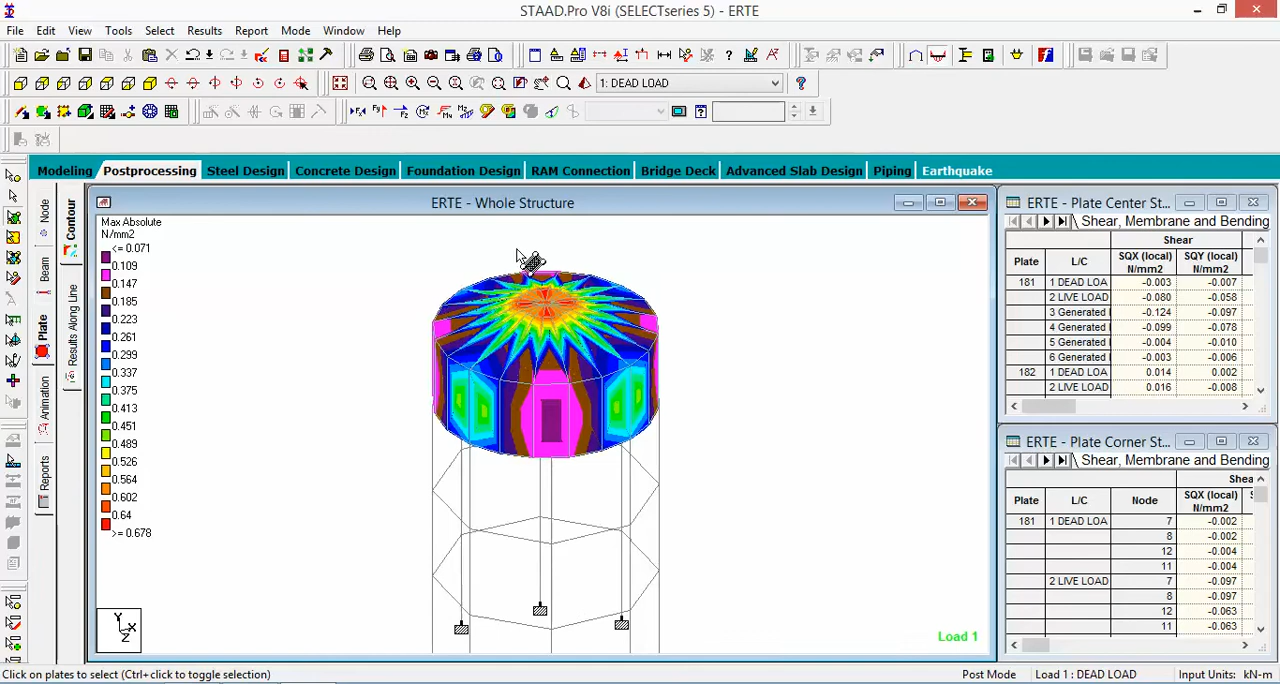 STAAD.Pro V8i (SELECTseries 5) - ERTE
File Edit View Tools Select Results Report Mode Window Help
1: DEAD LOAD
Modeling Postprocessing Steel Design Concrete Design Foundation Design RAM Connection Bridge Deck Advanced Slab Design Piping Earthquake
Node
Beam
Plate
Animation
Reports
Contour
Results Along Line
ERTE - Whole Structure
Max Absolute
N/mm2
<= 0.071
0.109
0.147
0.185
0.223
0.261
0.299
0.337
0.375
0.413
0.451
0.489
0.526
0.564
0.602
0.64
>= 0.678
Y
X
Z
Load 1
ERTE - Plate Center St...
Shear, Membrane and Bending
Shear
Plate L/C SQX (local) N/mm2 SQY (local) N/mm2
181 1 DEAD LOA -0.003 -0.007
2 LIVE LOAD -0.080 -0.058
3 Generated -0.124 -0.097
4 Generated -0.099 -0.078
5 Generated -0.004 -0.010
6 Generated -0.003 -0.006
182 1 DEAD LOA 0.014 0.002
2 LIVE LOAD 0.016 -0.008
ERTE - Plate Corner St...
Shear, Membrane and Bending
Shea
Plate L/C Node SQX (local) N/mm2
181 1 DEAD LOA 7 -0.002
8 -0.002
12 -0.004
11 -0.004
2 LIVE LOAD 7 -0.097
8 -0.097
12 -0.063
11 -0.063
Click on plates to select (Ctrl+click to toggle selection)
Post Mode
Load 1 : DEAD LOAD
Input Units: kN-m